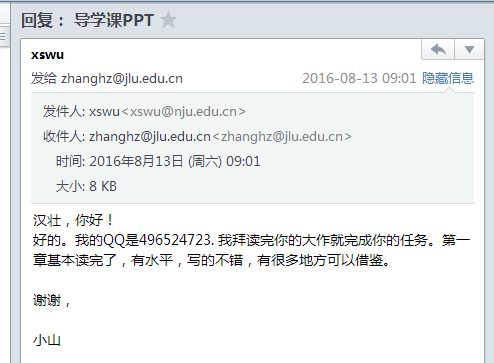 回复： 导学课PPT
xswu
发给 zhanghz@jlu.edu.cn 2016-08-13 09:01 隐藏信息
发件人: xswu<xswu@nju.edu.cn>
收件人: zhanghz@jlu.edu.cn<zhanghz@jlu.edu.cn>
时间: 2016年8月13日 (周六) 09:01
大小: 8 KB
汉壮，你好！
好的。我的QQ是496524723. 我拜读完你的大作就完成你的任务。第一
章基本读完了，有水平，写的不错，有很多地方可以借鉴。
谢谢，
小山